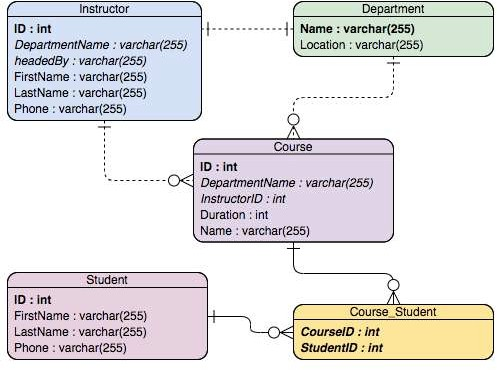 Instructor
ID : int
DepartmentName : varchar(255)
headedBy : varchar(255)
FirstName : varchar(255)
LastName : varchar(255)
Phone : varchar(255)
Department
Name : varchar(255)
Location : varchar(255)
Course
ID : int
DepartmentName : varchar(255)
InstructorID : int
Duration : int
Name : varchar(255)
Student
ID : int
FirstName : varchar(255)
LastName : varchar(255)
Phone : varchar(255)
Course_Student
CourseID : int
StudentID : int